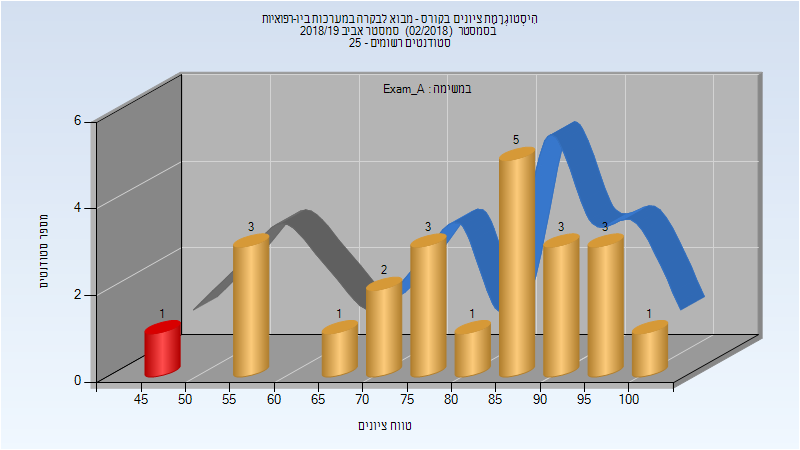 היסטוגרמת ציונים בקורס - מבוא לבקרה במערכות ביו-רפואיות
בסמסטר (02/2018) סמסטר אביב 2018/19
סטודנטים רשומים - 25
במשימה : Exam_A
מספר סטודנטים
6
4
2
0
1
3
1
2
3
1
5
3
3
1
45 50 55 60 65 70 75 80 85 90 95 100
טווח ציונים